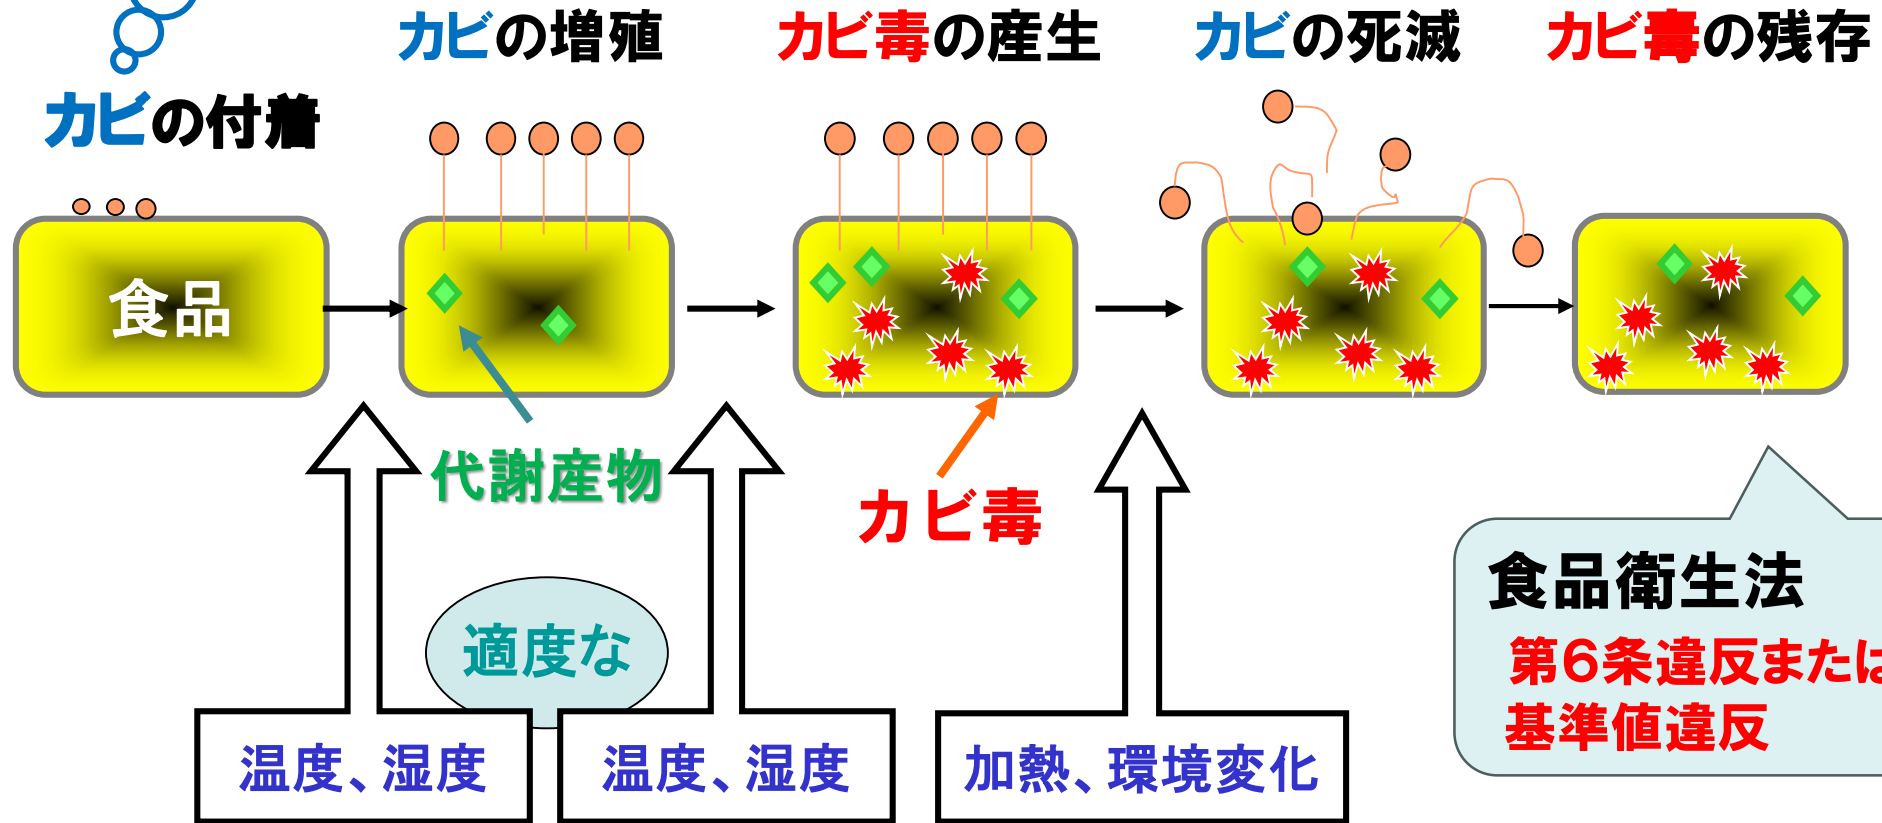 カビの付着
カビの増殖
カビ毒の産生
カビの死滅
カビ毒の残存
食品
代謝産物
カビ毒
適度な
温度、湿度
温度、湿度
加熱、環境変化
食品衛生法
第６条違反または
基準値違反